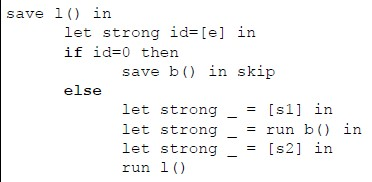 save l() in
let strong id=[e] in
if id=0 then
save b() in skip
else
let strong _ = [s1] in
let strong _ = run b() in
let strong _ = [s2] in
run l()